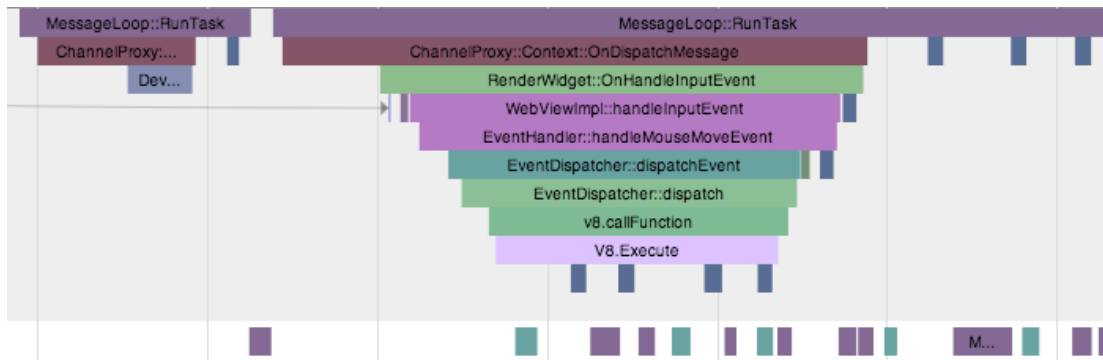 MessageLoop::RunTask MessageLoop::RunTask
ChannelProxy:... ChannelProxy::Context::OnDispatchMessage
Dev... RenderWidget::OnHandleInputEvent
WebViewImpl::handleInputEvent
EventHandler::handleMouseMoveEvent
EventDispatcher::dispatchEvent
EventDispatcher::dispatch
v8.callFunction
V8.Execute
M...